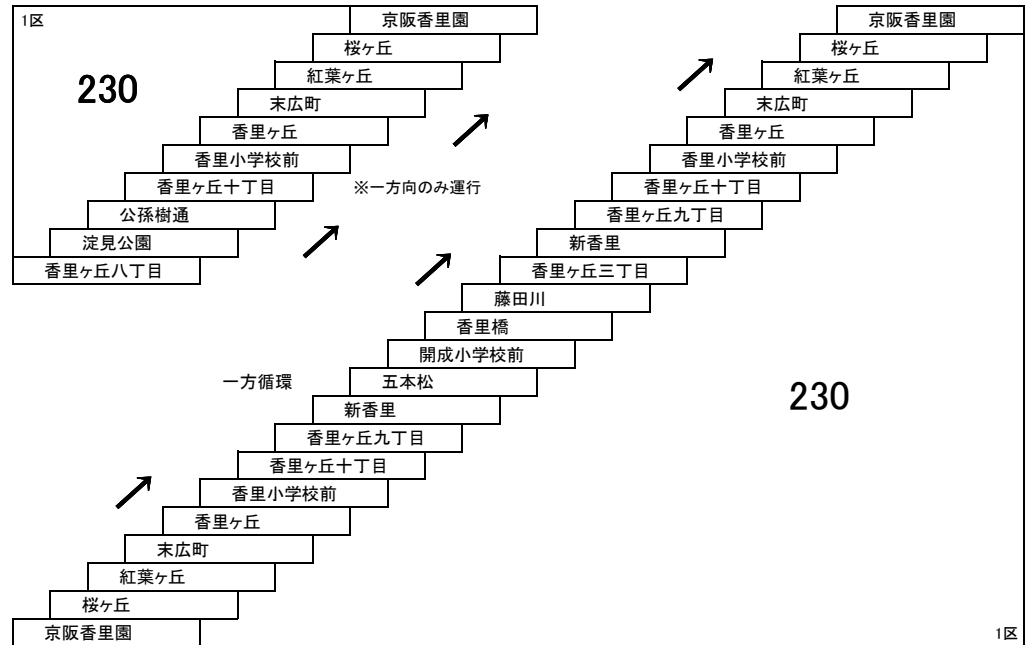 1区
230
京阪香里園
桜ヶ丘
紅葉ヶ丘
末広町
香里ヶ丘
香里小学校前
香里ヶ丘十丁目
公孫樹通
淀見公園
香里ヶ丘八丁目
※一方向のみ運行
京阪香里園
桜ヶ丘
紅葉ヶ丘
末広町
香里ヶ丘
香里小学校前
香里ヶ丘十丁目
香里ヶ丘九丁目
新香里
香里ヶ丘三丁目
藤田川
香里橋
開成小学校前
五本松
新香里
香里ヶ丘九丁目
香里ヶ丘十丁目
香里小学校前
香里ヶ丘
末広町
紅葉ヶ丘
桜ヶ丘
京阪香里園
一方循環
230
1区